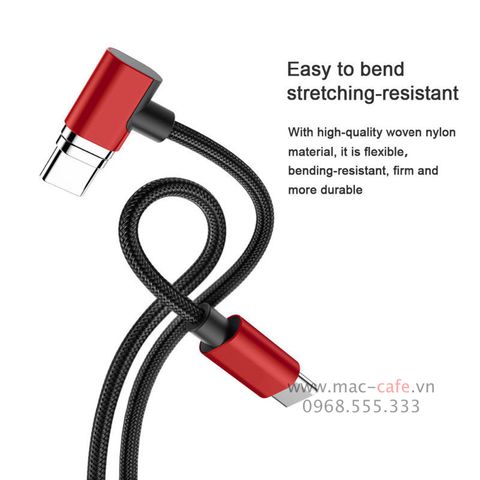 Easy to bend
stretching-resistant
With high-quality woven nylon
material, it is flexible,
bending-resistant, firm and
more durable
www.mac-cafe.vn
0968.555.333